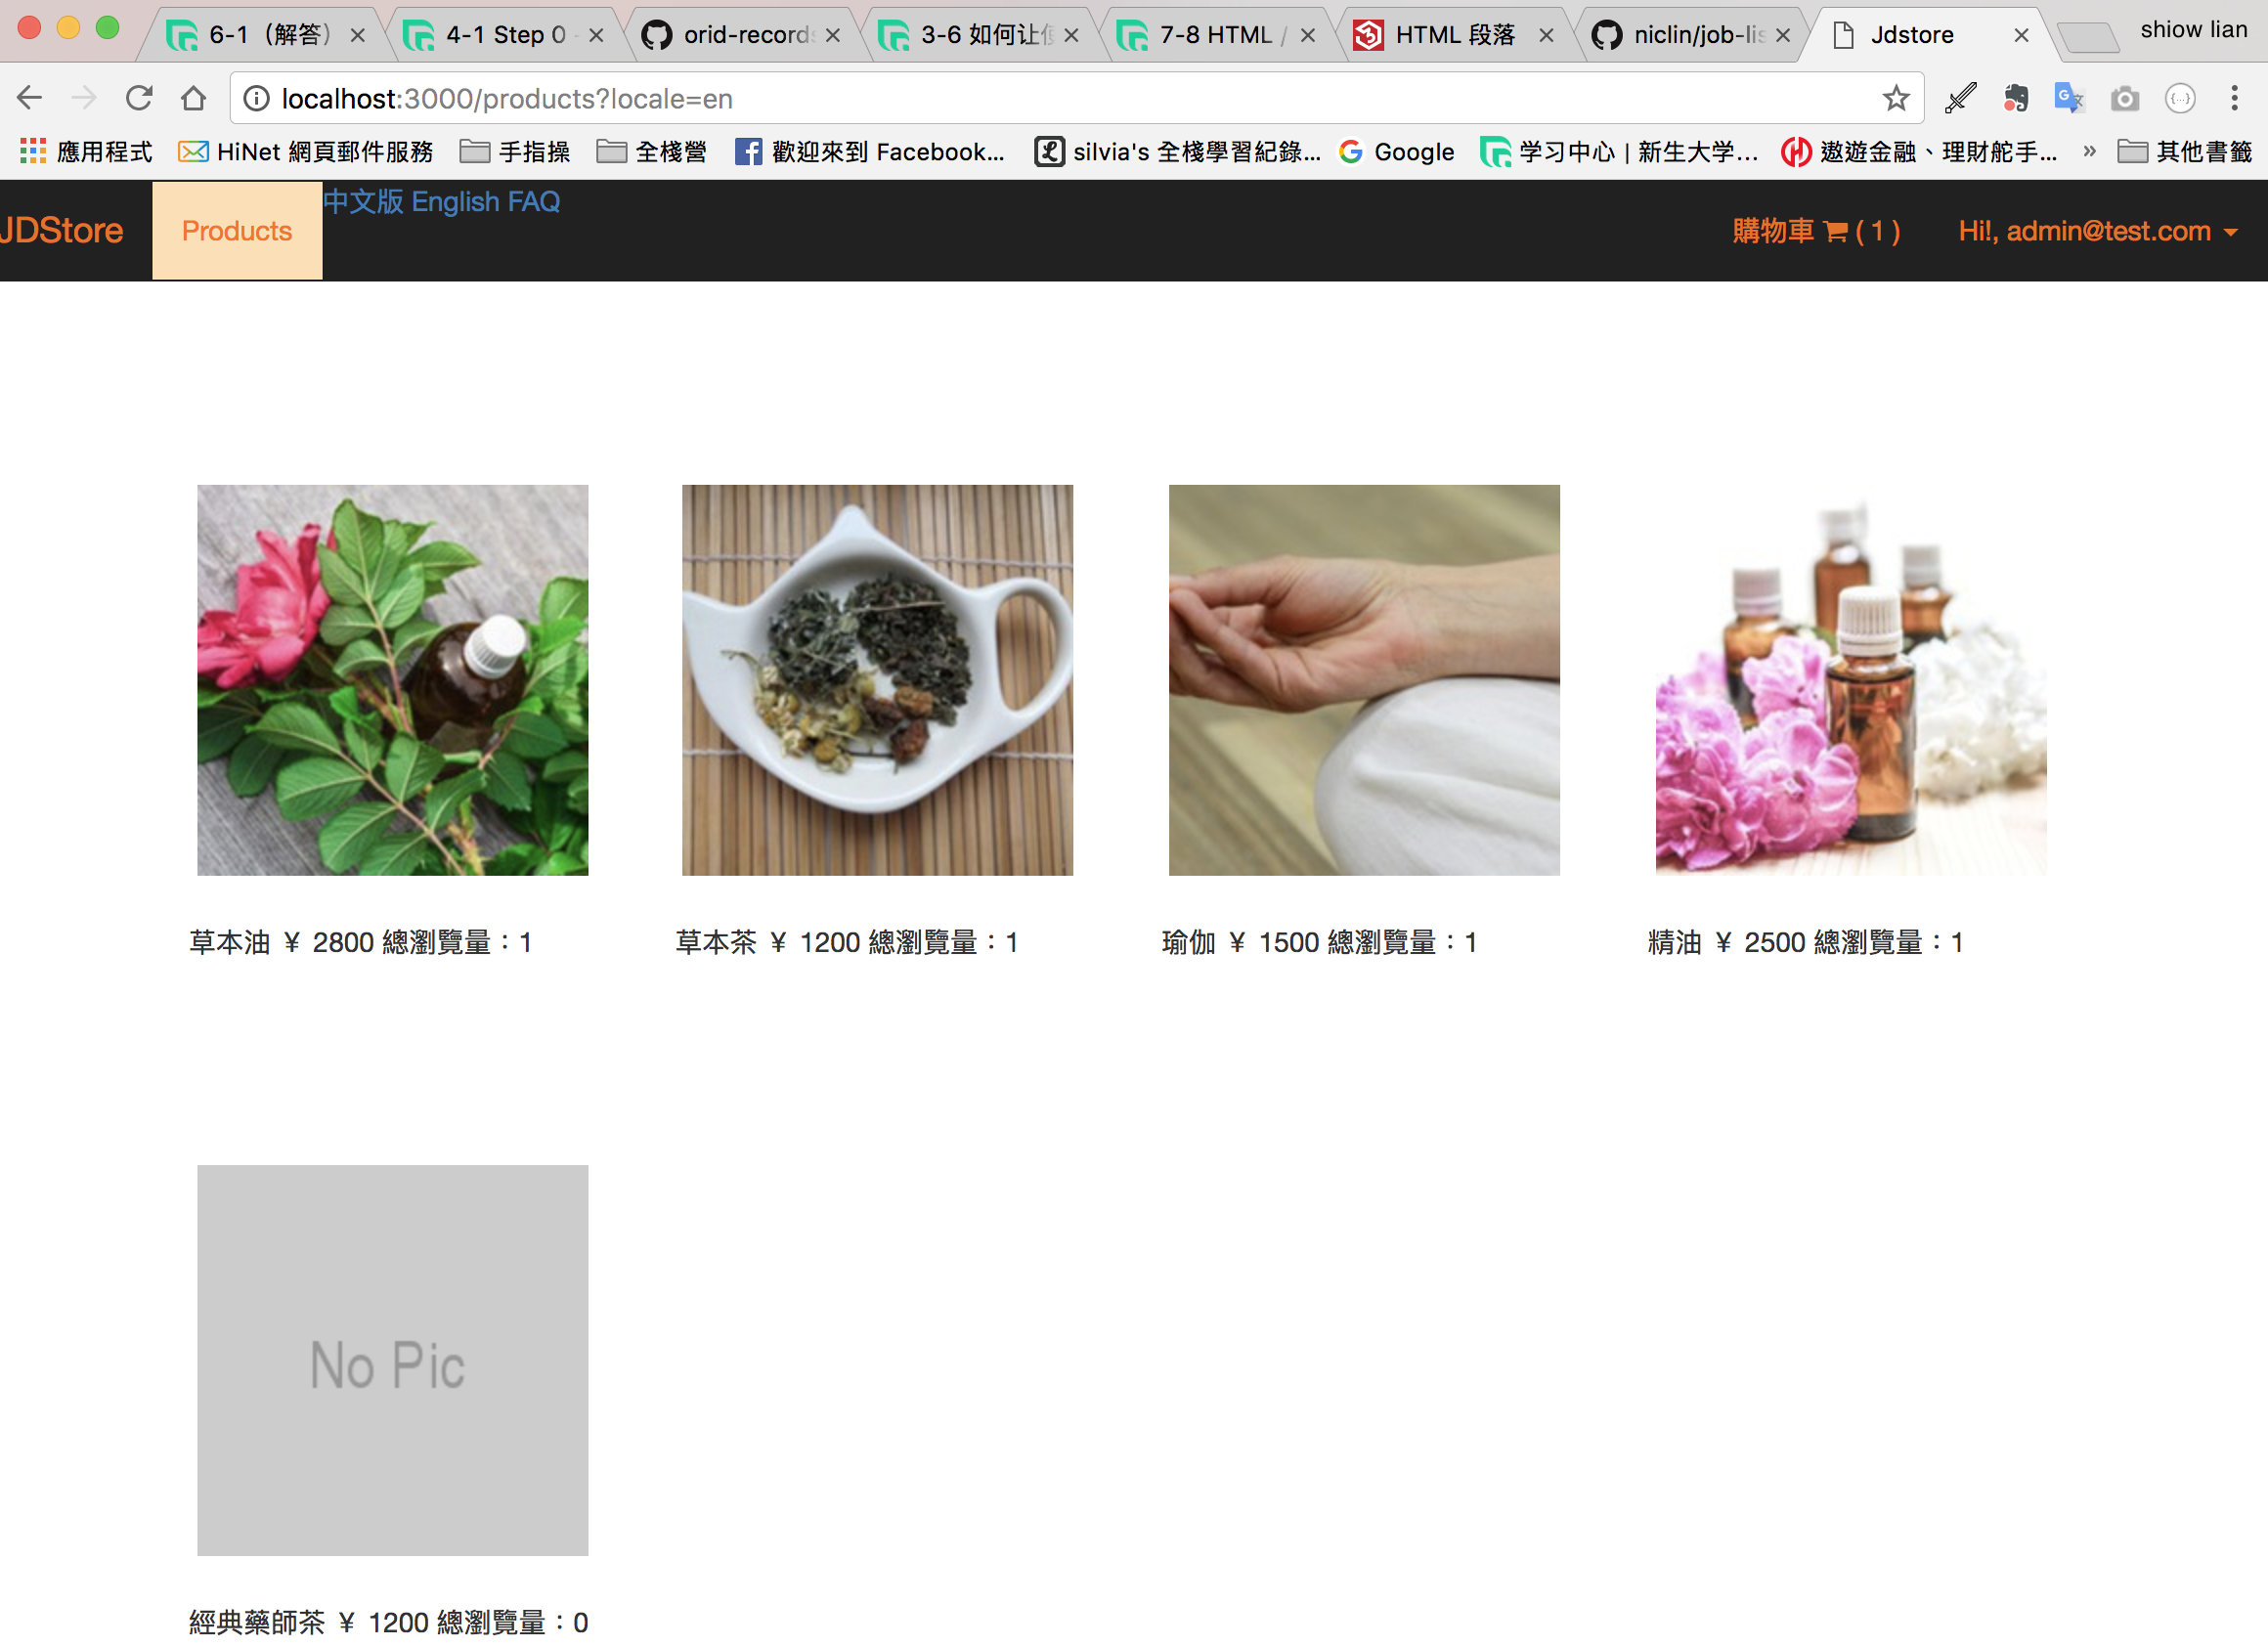 6-1（解答）
4-1 Step 0 -
orid-records
3-6 如何让使
7-8 HTML /
HTML 段落
niclin/job-lis
Jdstore
shiow lian
localhost:3000/products?locale=en
應用程式
HiNet 網頁郵件服務
手指操
全棧營
歡迎來到 Facebook...
silvia's 全棧學習紀錄...
Google
学习中心 | 新生大学...
遨遊金融、理財舵手...
»
其他書籤
JDStore
Products
中文版 English FAQ
購物車 ( 1 )
Hi!, admin@test.com
草本油 ￥ 2800 總瀏覽量：1
草本茶 ￥ 1200 總瀏覽量：1
瑜伽 ￥ 1500 總瀏覽量：1
精油 ￥ 2500 總瀏覽量：1
No Pic
經典藥師茶 ￥ 1200 總瀏覽量：0